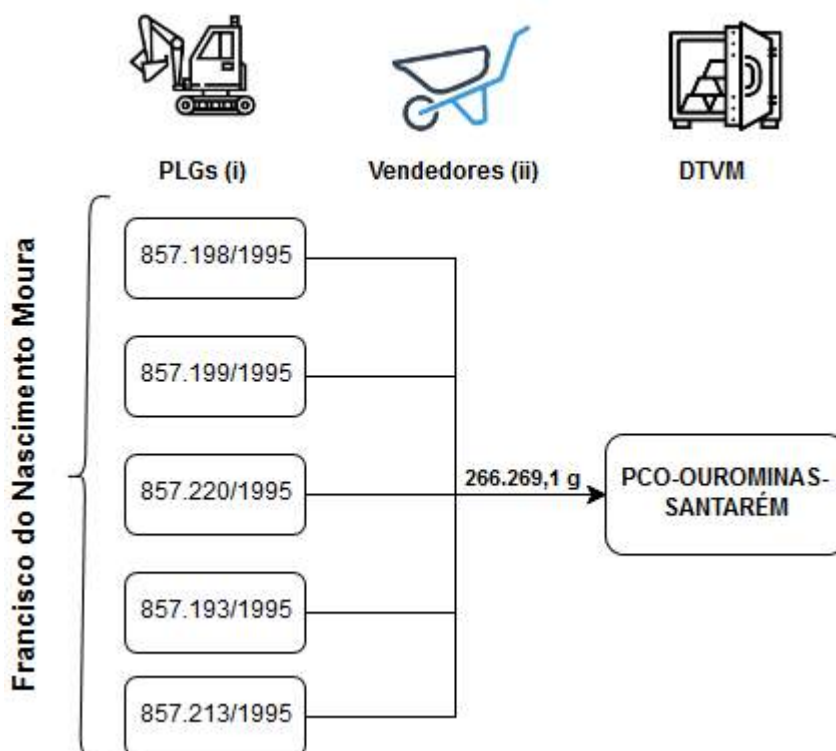 PLGs (i)
Vendedores (ii)
DTVM
Francisco do Nascimento Moura
857.198/1995
857.199/1995
857.220/1995
857.193/1995
857.213/1995
266.269,1 g
PCO-OUROMINAS-
SANTARÉM